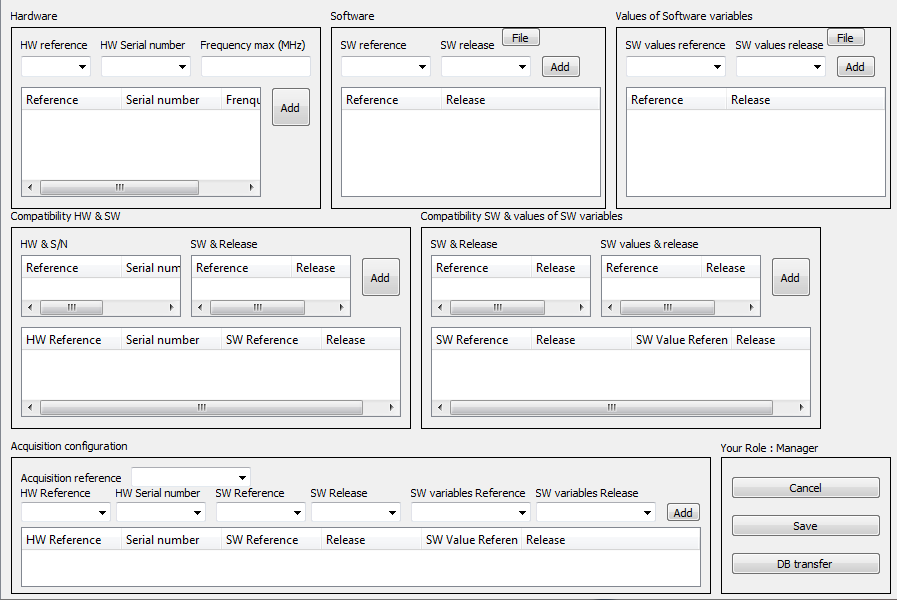 Hardware
HW reference HW Serial number Frequency max (MHz)
Reference Serial number Frenqu
Add
Software
SW reference SW release File
Add
Reference Release
Values of Software variables
SW values reference SW values release File
Add
Reference Release
Compatibility HW & SW
HW & S/N SW & Release
Reference Serial num Reference Release
Add
HW Reference Serial number SW Reference Release
Compatibility SW & values of SW variables
SW & Release SW values & release
Reference Release Reference Release
Add
SW Reference Release SW Value Referen Release
Acquisition configuration
Acquisition reference
HW Reference HW Serial number SW Reference SW Release SW variables Reference SW variables Release
Add
HW Reference Serial number SW Reference Release SW Value Referen Release
Your Role : Manager
Cancel
Save
DB transfer